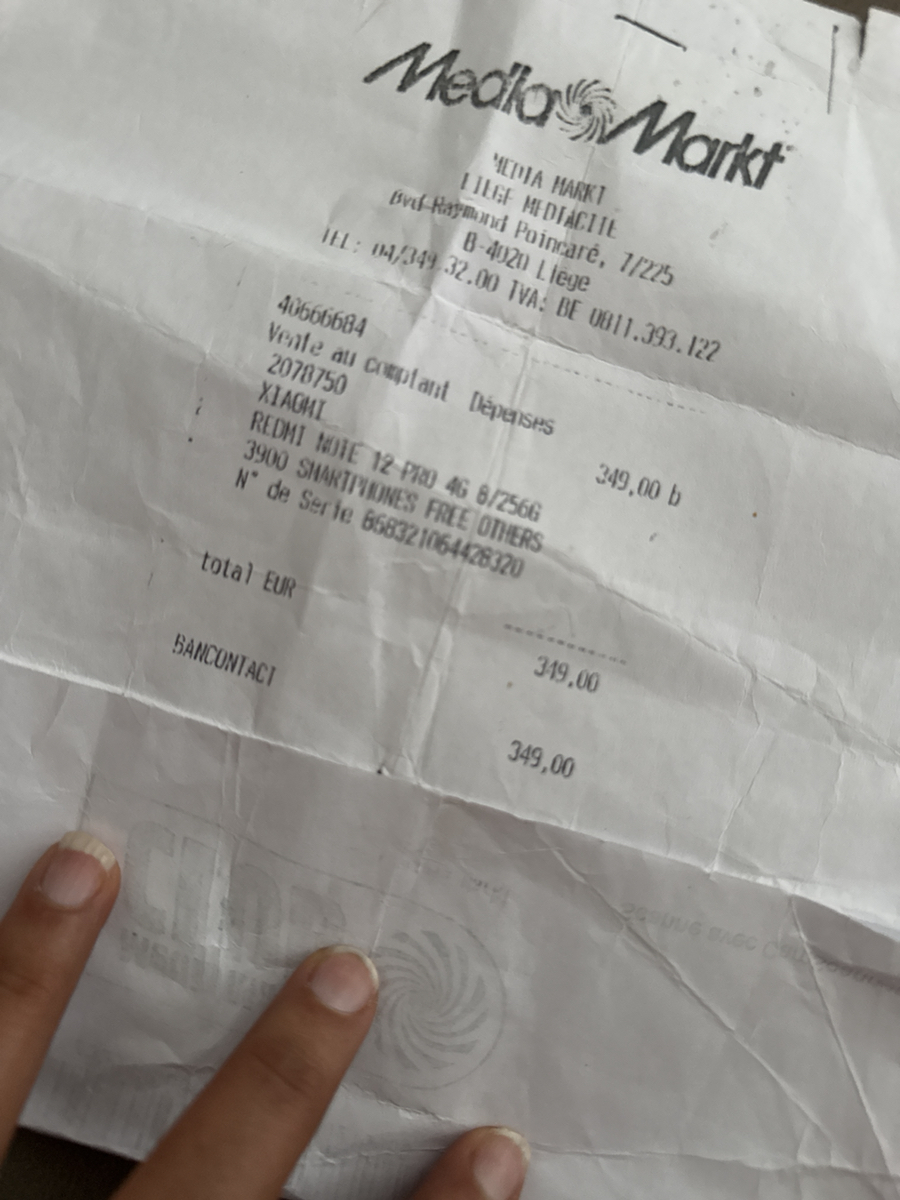 Media Markt
MEDIA MARKT
LIEGE MEDIACITE
Bvd Raymond Poincaré, 7/225
B-4020 Liège
TEL: 04/349.32.00 TVA: BE 0811.393.122
40666684
Vente au comptant Dépenses
2078750
XIAOMI
REDMI NOTE 12 PRO 4G 8/256G 349,00 b
3900 SMARTPHONES FREE OTHERS
N° de Serie 868321064428320
total EUR 349,00
BANCONTACT 349,00